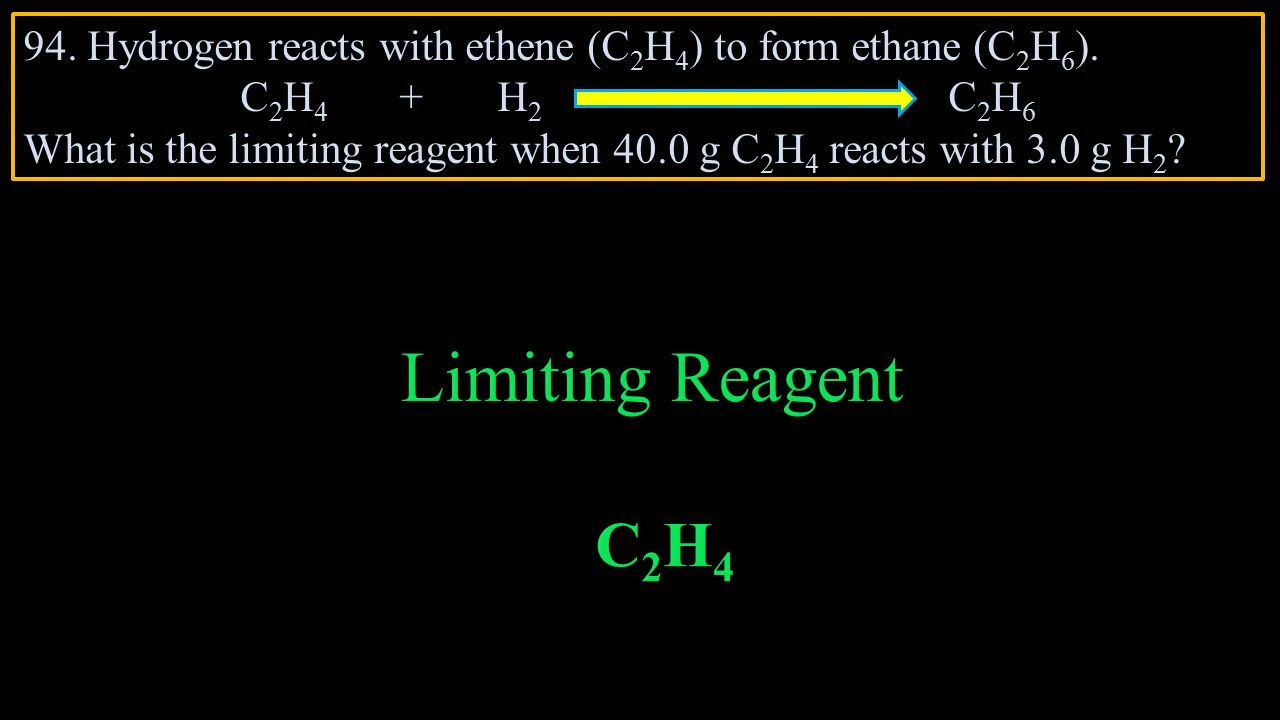 94. Hydrogen reacts with ethene (C₂H₄) to form ethane (C₂H₆).
C₂H₄ + H₂ C₂H₆
What is the limiting reagent when 40.0 g C₂H₄ reacts with 3.0 g H₂?
Limiting Reagent
C₂H₄